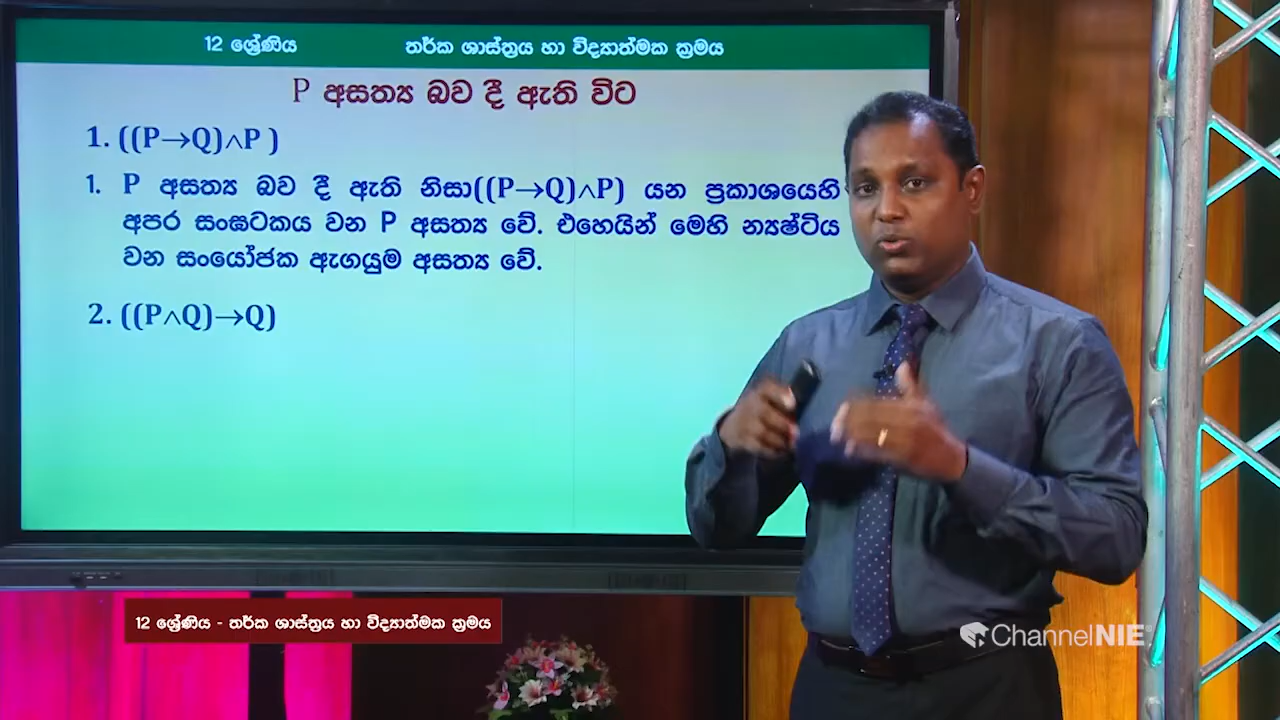 12 ශ්‍රේණිය තර්ක ශාස්ත්‍රය හා විද්‍යාත්මක ක්‍රමය
P අසත්‍ය බව දී ඇති විට
1. ((P→Q)∧P )
1. P අසත්‍ය බව දී ඇති නිසා((P→Q)∧P) යන ප්‍රකාශයෙහි
අපර සංඝටකය වන P අසත්‍ය වේ. එහෙයින් මෙහි න්‍යෂ්ටිය
වන සංයෝජක ඇගයුම අසත්‍ය වේ.
2. ((P∧Q)→Q)
12 ශ්‍රේණිය - තර්ක ශාස්ත්‍රය හා විද්‍යාත්මක ක්‍රමය
ChannelNIE